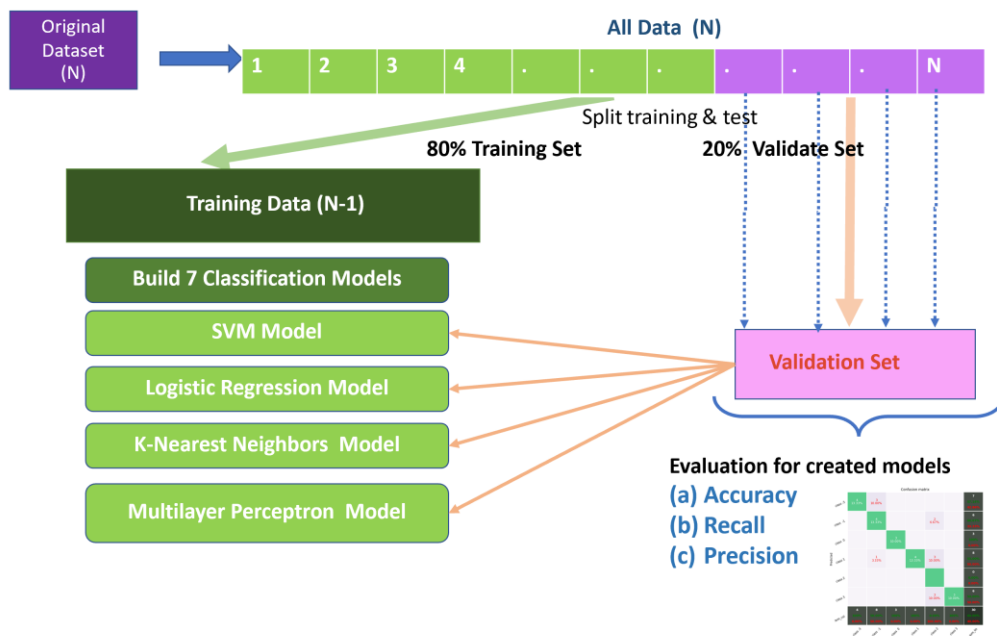 Original
Dataset
(N)
All Data (N)
1 2 3 4 . . . . . . N
Split training & test
80% Training Set
20% Validate Set
Training Data (N-1)
Build 7 Classification Models
SVM Model
Logistic Regression Model
K-Nearest Neighbors Model
Multilayer Perceptron Model
Validation Set
Evaluation for created models
(a) Accuracy
(b) Recall
(c) Precision
Confusion matrix